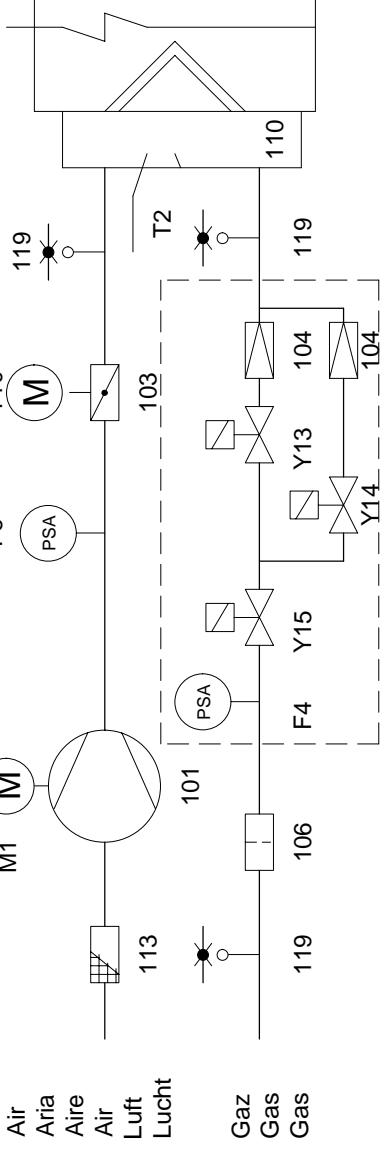 110
119
T2
119
M
103
104
104
PSA
Y13
Y14
Y15
PSA
F4
M
M1
101
106
113
119
Air
Aria
Aire
Air
Luft
Lucht
Gaz
Gas
Gas